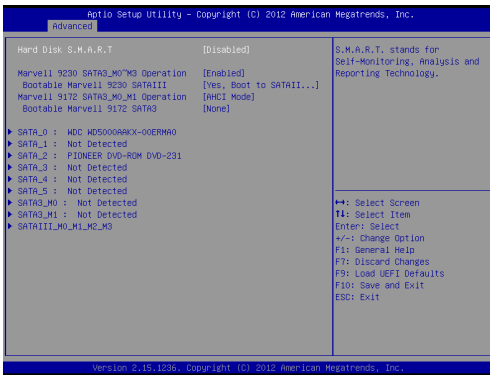 Aptio Setup Utility – Copyright (C) 2012 American Megatrends, Inc.
Advanced
Hard Disk S.M.A.R.T [Disabled]
Marvell 9230 SATA3_M0~M3 Operation [Enabled]
Bootable Marvell 9230 SATAIII [Yes, Boot to SATAII...]
Marvell 9172 SATA3_M0_M1 Operation [AHCI Mode]
Bootable Marvell 9172 SATA3 [None]
SATA_0 : WDC WD5000AAKX-00ERMA0
SATA_1 : Not Detected
SATA_2 : PIONEER DVD-ROM DVD-231
SATA_3 : Not Detected
SATA_4 : Not Detected
SATA_5 : Not Detected
SATA3_M0 : Not Detected
SATA3_M1 : Not Detected
SATAIII_M0_M1_M2_M3
S.M.A.R.T. stands for
Self-Monitoring, Analysis and
Reporting Technology.
↔: Select Screen
↑↓: Select Item
Enter: Select
+/-: Change Option
F1: General Help
F7: Discard Changes
F9: Load UEFI Defaults
F10: Save and Exit
ESC: Exit
Version 2.15.1236. Copyright (C) 2012 American Megatrends, Inc.